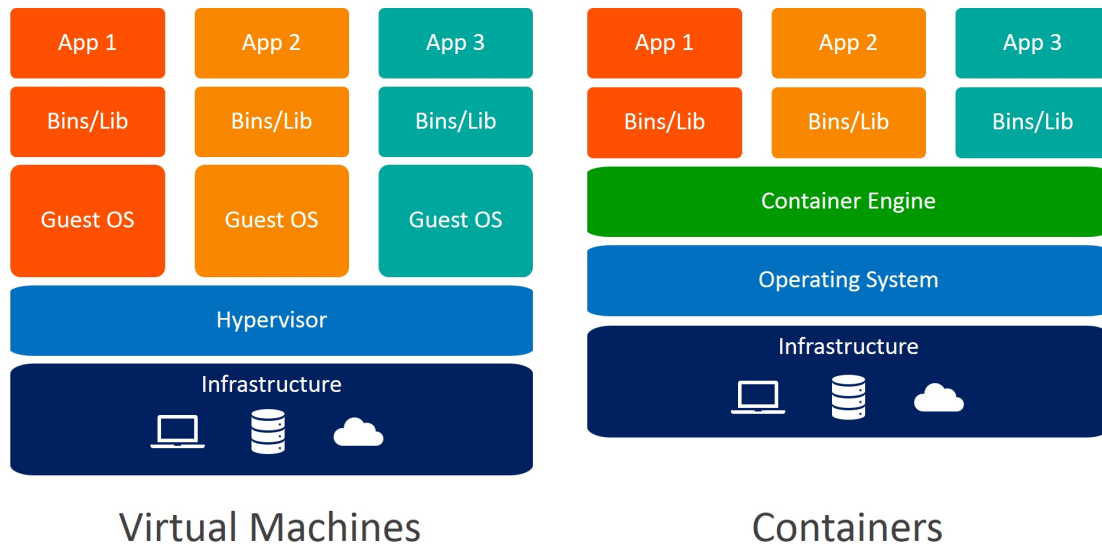 App 1
App 2
App 3
Bins/Lib
Bins/Lib
Bins/Lib
Guest OS
Guest OS
Guest OS
Hypervisor
Infrastructure
Virtual Machines
App 1
App 2
App 3
Bins/Lib
Bins/Lib
Bins/Lib
Container Engine
Operating System
Infrastructure
Containers